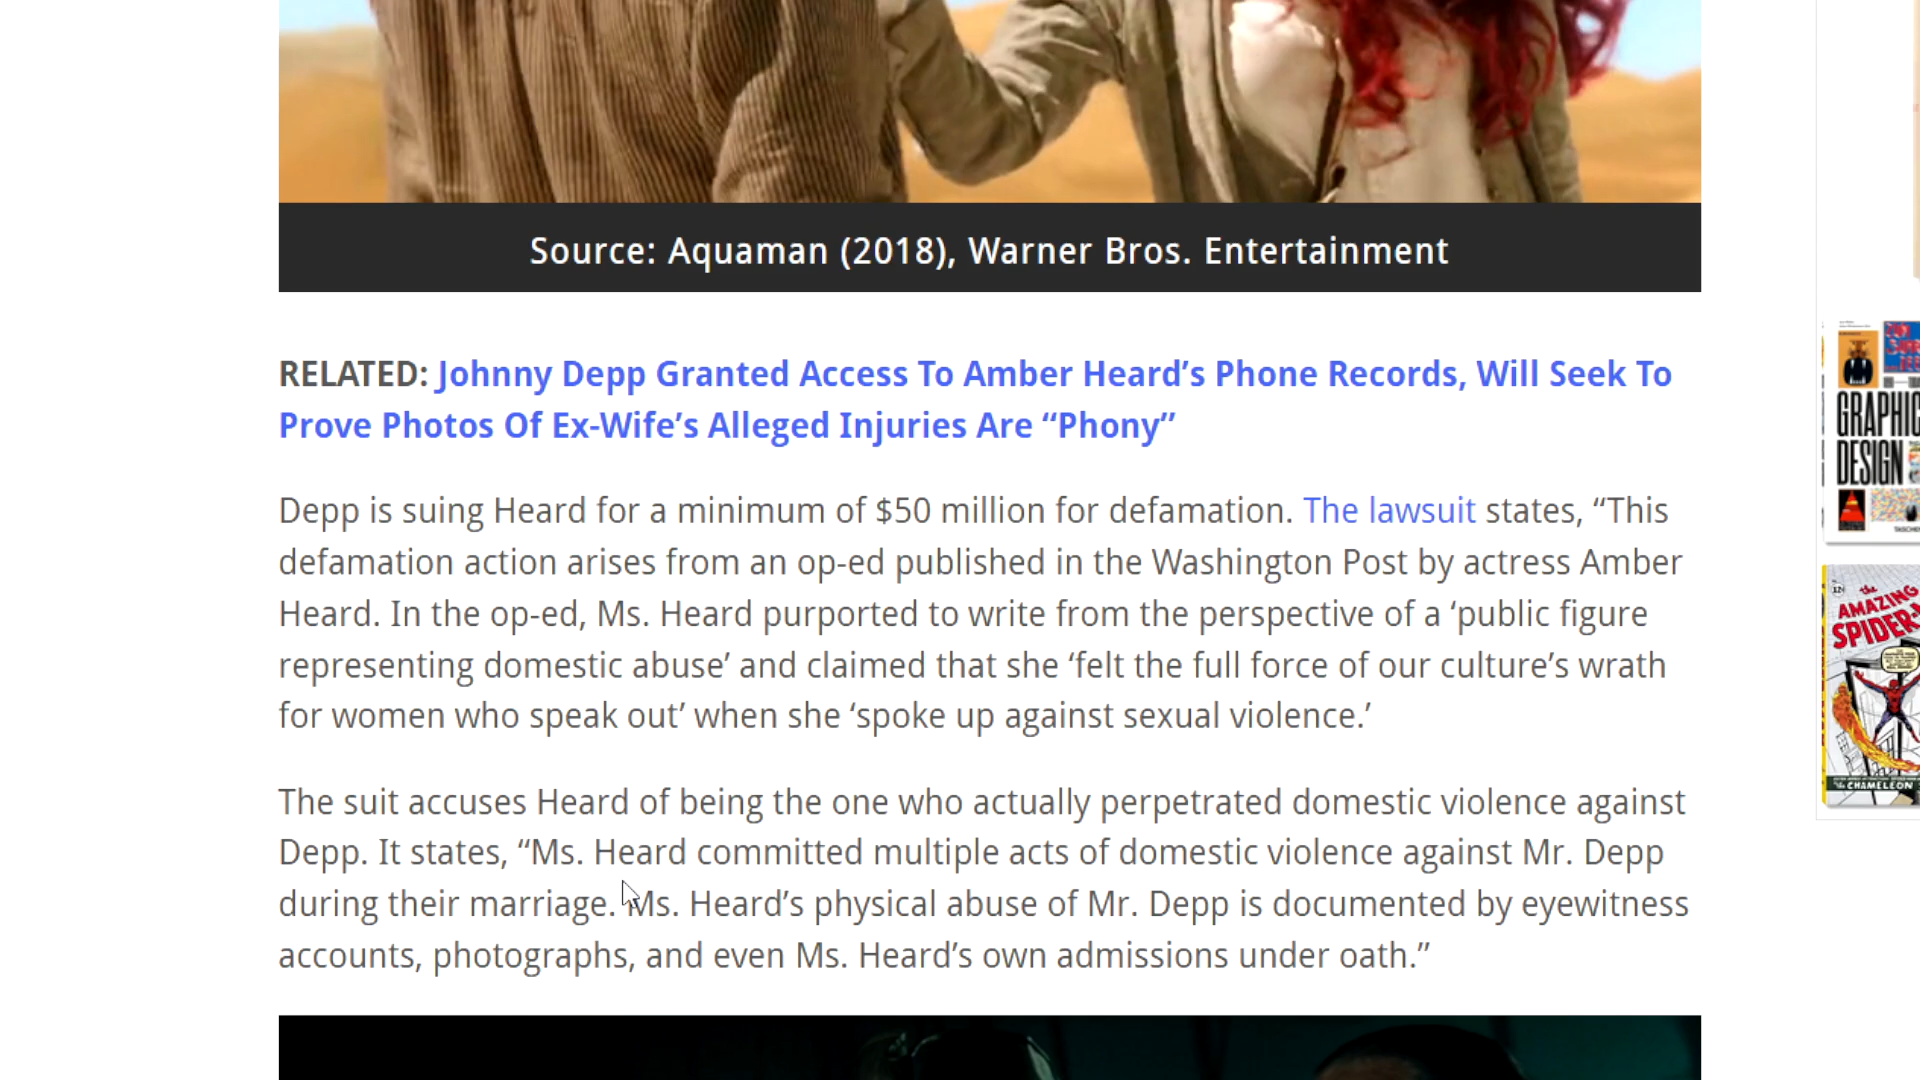 Source: Aquaman (2018), Warner Bros. Entertainment
RELATED: Johnny Depp Granted Access To Amber Heard’s Phone Records, Will Seek To
Prove Photos Of Ex-Wife’s Alleged Injuries Are “Phony”
Depp is suing Heard for a minimum of $50 million for defamation. The lawsuit states, “This
defamation action arises from an op-ed published in the Washington Post by actress Amber
Heard. In the op-ed, Ms. Heard purported to write from the perspective of a ‘public figure
representing domestic abuse’ and claimed that she ‘felt the full force of our culture’s wrath
for women who speak out’ when she ‘spoke up against sexual violence.’
The suit accuses Heard of being the one who actually perpetrated domestic violence against
Depp. It states, “Ms. Heard committed multiple acts of domestic violence against Mr. Depp
during their marriage. Ms. Heard’s physical abuse of Mr. Depp is documented by eyewitness
accounts, photographs, and even Ms. Heard’s own admissions under oath.”
GRAPHIC
DESIGN
the
AMAZING
SPIDER-
the CHAMELEON